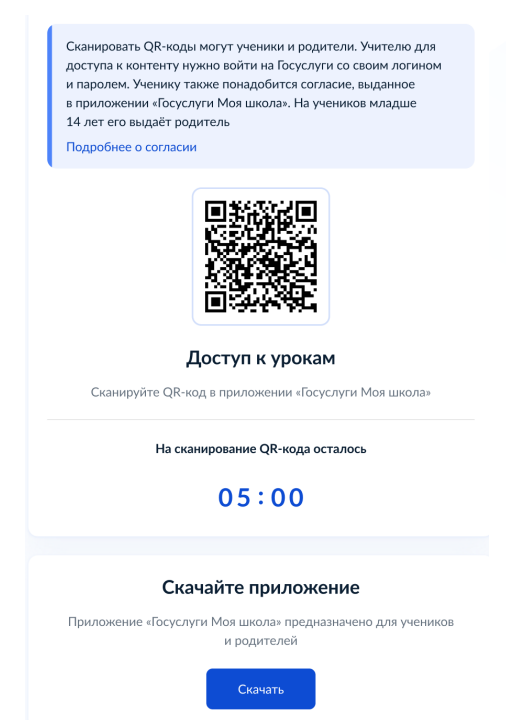 Сканировать QR-коды могут ученики и родители. Учителю для
доступа к контенту нужно войти на Госуслуги со своим логином
и паролем. Ученику также понадобится согласие, выданное
в приложении «Госуслуги Моя школа». На учеников младше
14 лет его выдаёт родитель
Подробнее о согласии
Доступ к урокам
Сканируйте QR-код в приложении «Госуслуги Моя школа»
На сканирование QR-кода осталось
05:00
Скачайте приложение
Приложение «Госуслуги Моя школа» предназначено для учеников
и родителей
Скачать